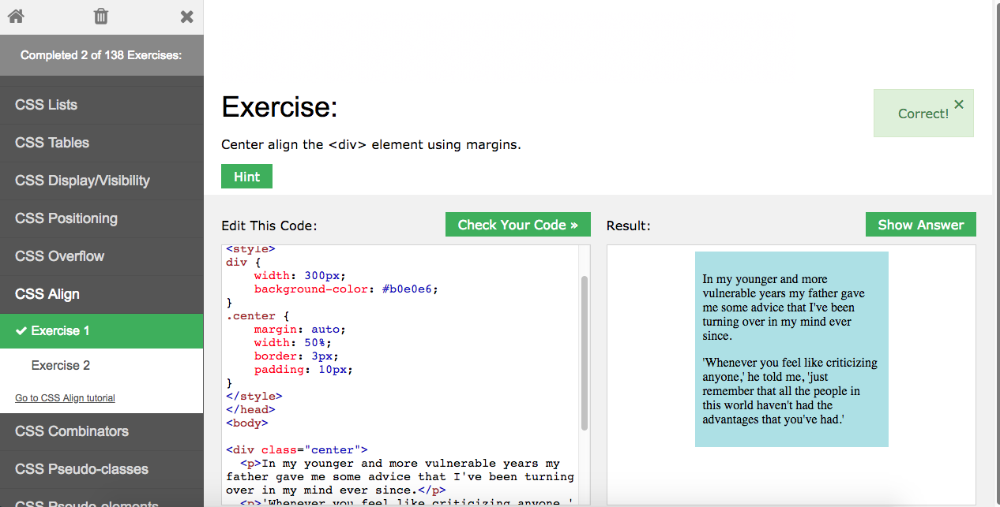 Completed 2 of 138 Exercises:
CSS Lists
CSS Tables
CSS Display/Visibility
CSS Positioning
CSS Overflow
CSS Align
Exercise 1
Exercise 2
Go to CSS Align tutorial
CSS Combinators
CSS Pseudo-classes
CSS Pseudo-elements
Exercise:
Correct!
Center align the <div> element using margins.
Hint
Edit This Code:
Check Your Code »
<style>
div {
    width: 300px;
    background-color: #b0e0e6;
}
.center {
    margin: auto;
    width: 50%;
    border: 3px;
    padding: 10px;
}
</style>
</head>
<body>

<div class="center">
  <p>In my younger and more vulnerable years my
father gave me some advice that I've been turning
over in my mind ever since.</p>
  <p>'Whenever you feel like criticizing anyone,'
Result:
Show Answer
In my younger and more
vulnerable years my father gave
me some advice that I've been
turning over in my mind ever
since.
'Whenever you feel like criticizing
anyone,' he told me, 'just
remember that all the people in
this world haven't had the
advantages that you've had.'